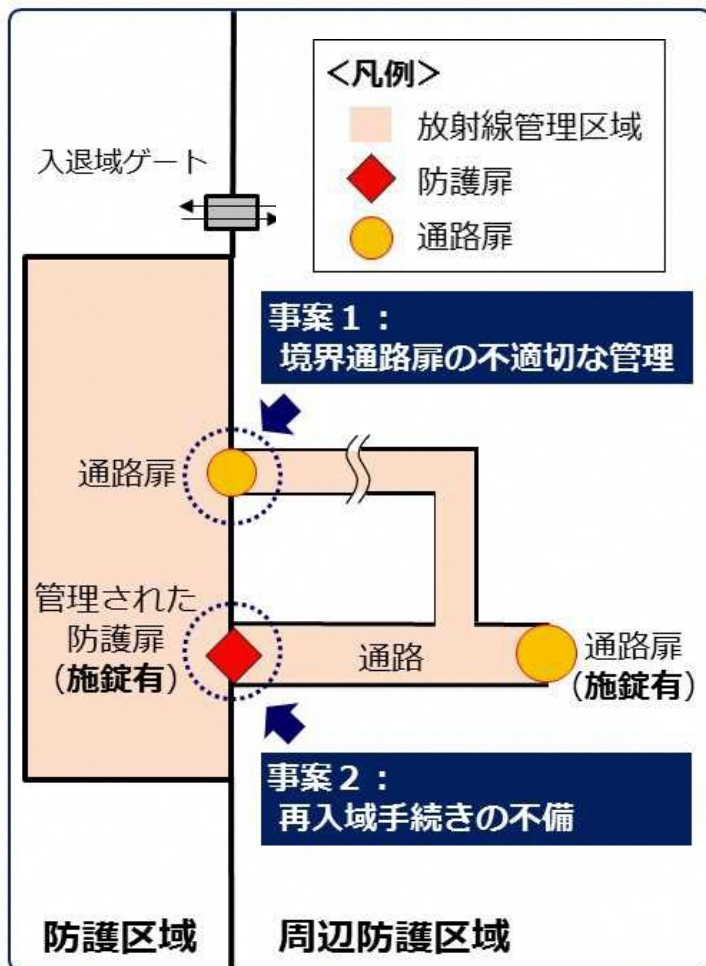 <凡例>
放射線管理区域
防護扉
通路扉
入退域ゲート
事案1：
境界通路扉の不適切な管理
通路扉
管理された
防護扉
(施錠有)
通路
通路扉
(施錠有)
事案2：
再入域手続きの不備
防護区域
周辺防護区域